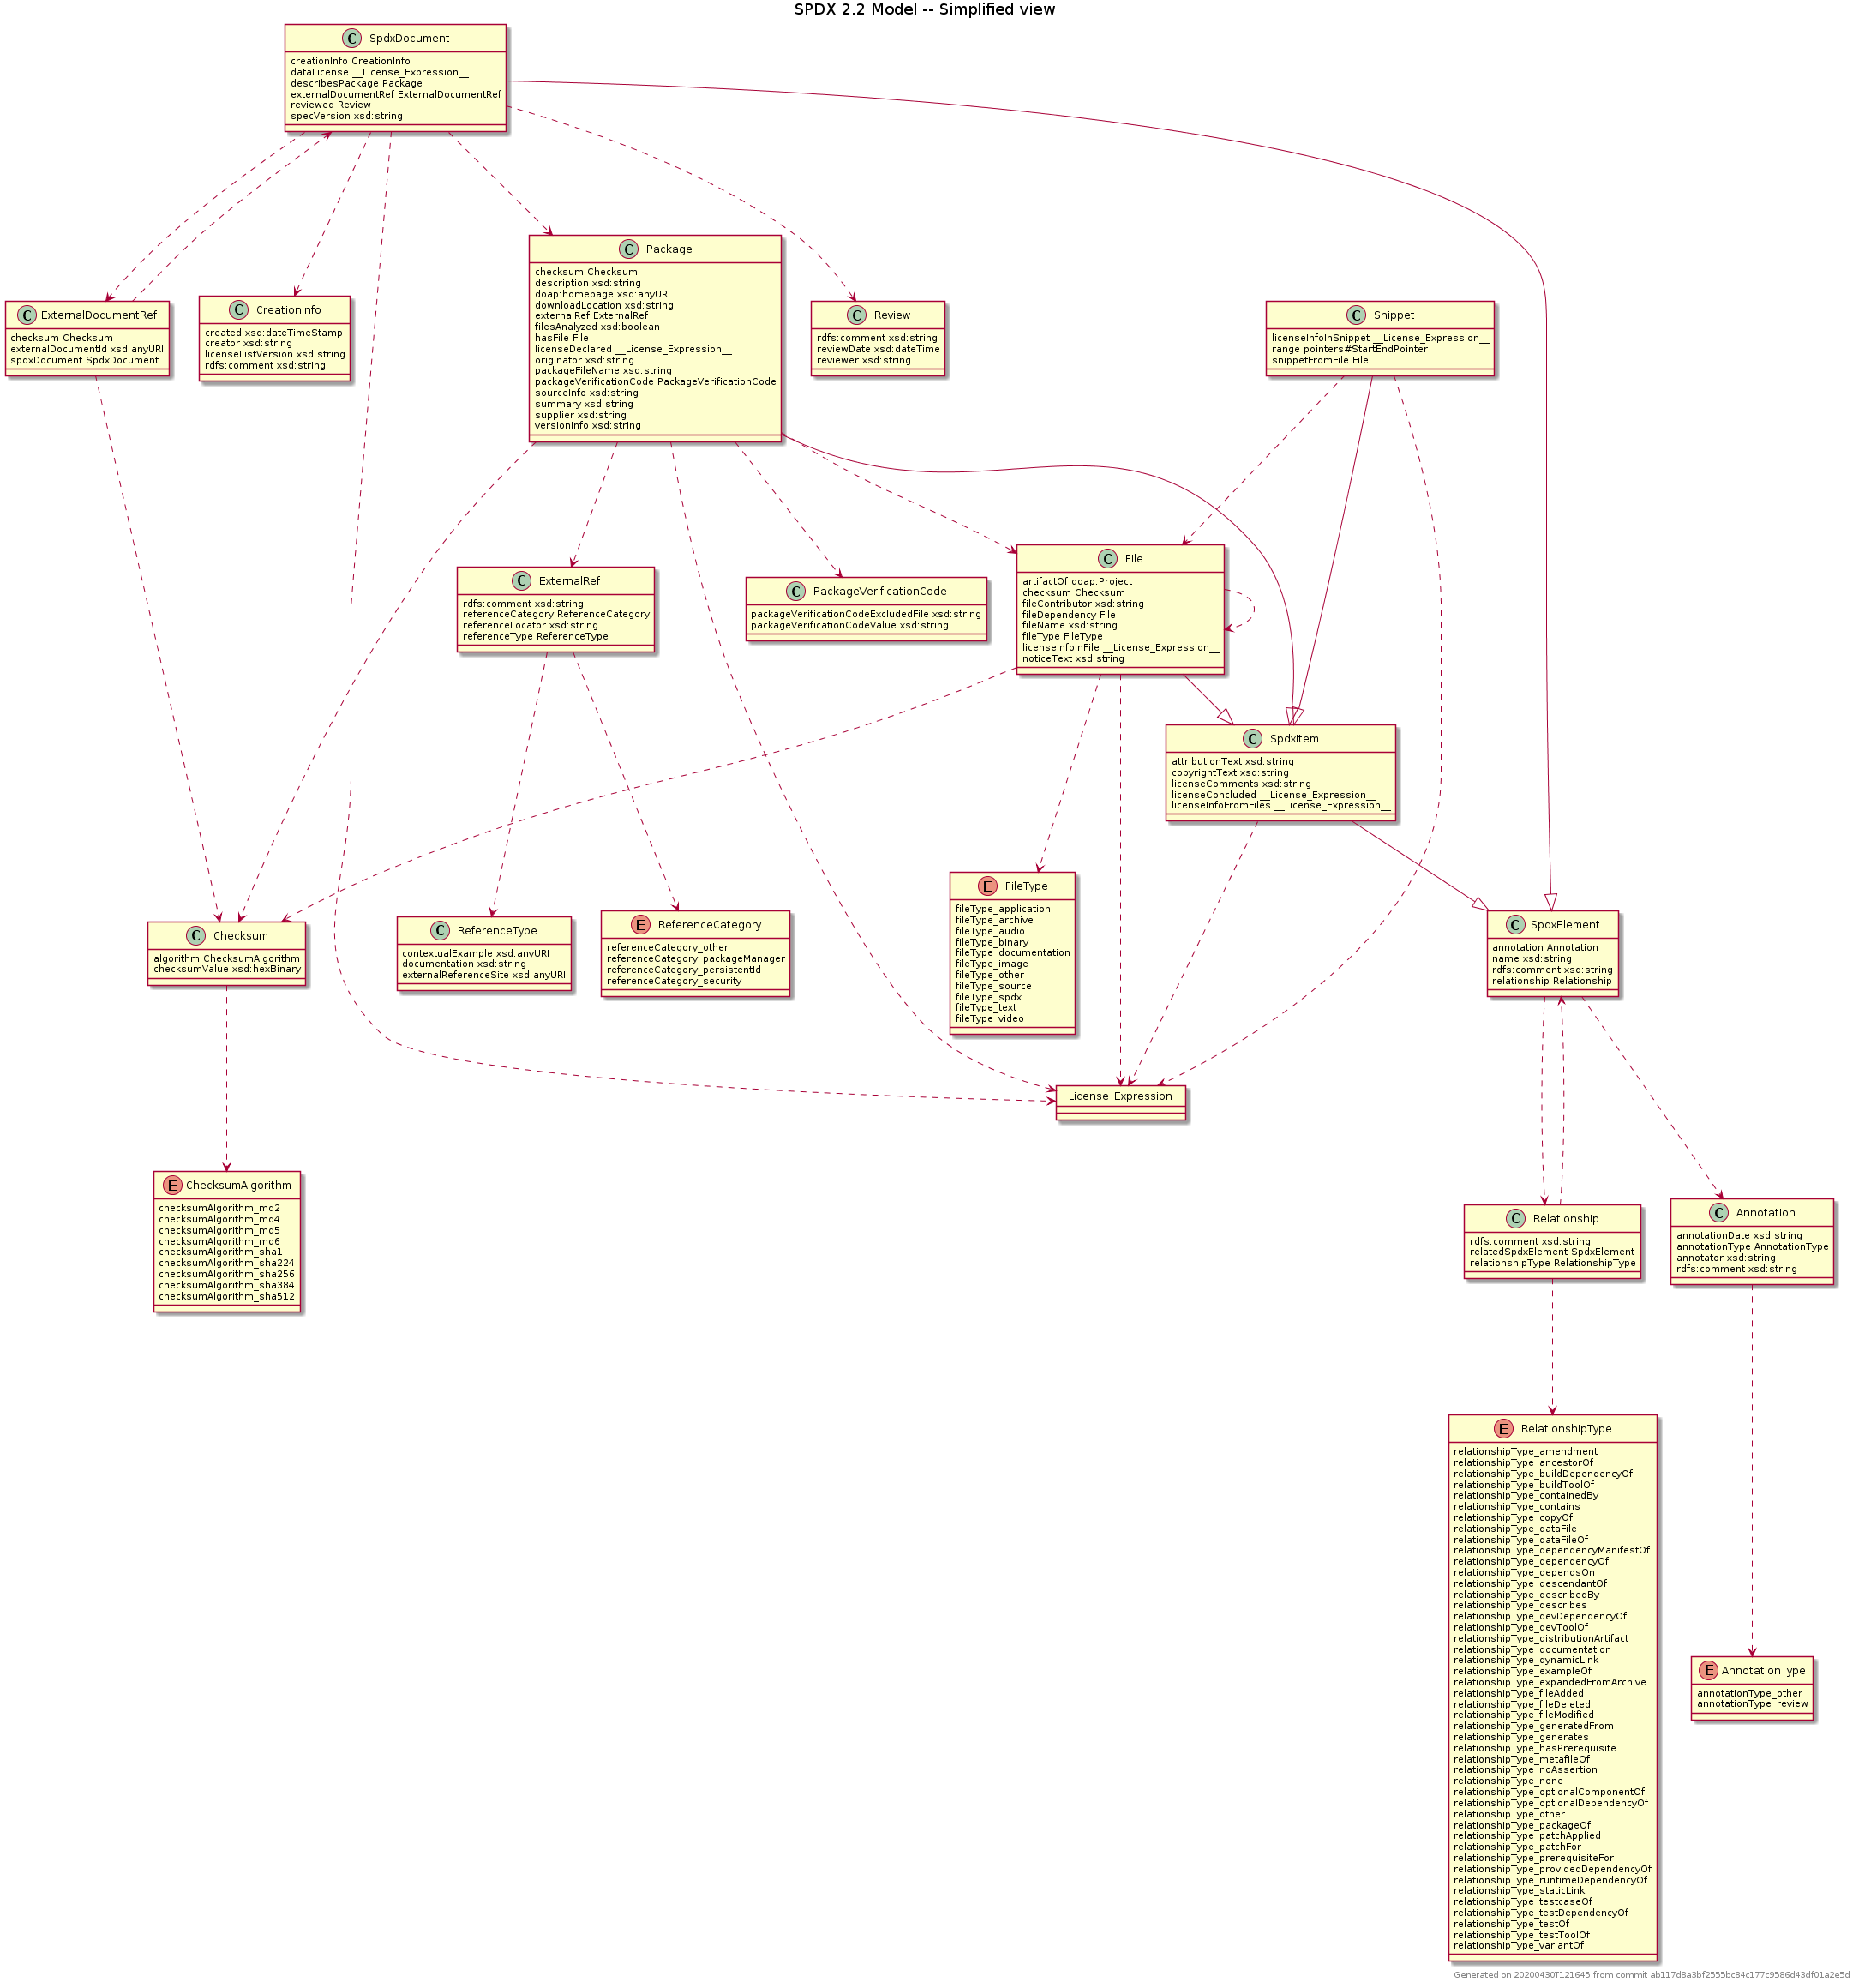 SPDX 2.2 Model -- Simplified view
C SpdxDocument
creationInfo CreationInfo
dataLicense __License_Expression__
describesPackage Package
externalDocumentRef ExternalDocumentRef
reviewed Review
specVersion xsd:string
C Package
checksum Checksum
description xsd:string
doap:homepage xsd:anyURI
downloadLocation xsd:string
externalRef ExternalRef
filesAnalyzed xsd:boolean
hasFile File
licenseDeclared __License_Expression__
originator xsd:string
packageFileName xsd:string
packageVerificationCode PackageVerificationCode
sourceInfo xsd:string
summary xsd:string
supplier xsd:string
versionInfo xsd:string
C ExternalDocumentRef
checksum Checksum
externalDocumentId xsd:anyURI
spdxDocument SpdxDocument
C CreationInfo
created xsd:dateTimeStamp
creator xsd:string
licenseListVersion xsd:string
rdfs:comment xsd:string
C Review
rdfs:comment xsd:string
reviewDate xsd:dateTime
reviewer xsd:string
C Snippet
licenseInfoInSnippet __License_Expression__
range pointers#StartEndPointer
snippetFromFile File
C ExternalRef
rdfs:comment xsd:string
referenceCategory ReferenceCategory
referenceLocator xsd:string
referenceType ReferenceType
C PackageVerificationCode
packageVerificationCodeExcludedFile xsd:string
packageVerificationCodeValue xsd:string
C File
artifactOf doap:Project
checksum Checksum
fileContributor xsd:string
fileDependency File
fileName xsd:string
fileType FileType
licenseInfoInFile __License_Expression__
noticeText xsd:string
C SpdxItem
attributionText xsd:string
copyrightText xsd:string
licenseComments xsd:string
licenseConcluded __License_Expression__
licenseInfoFromFiles __License_Expression__
C Checksum
algorithm ChecksumAlgorithm
checksumValue xsd:hexBinary
C ReferenceType
contextualExample xsd:anyURI
documentation xsd:string
externalReferenceSite xsd:anyURI
E ReferenceCategory
referenceCategory_other
referenceCategory_packageManager
referenceCategory_persistentId
referenceCategory_security
E FileType
fileType_application
fileType_archive
fileType_audio
fileType_binary
fileType_documentation
fileType_image
fileType_other
fileType_source
fileType_spdx
fileType_text
fileType_video
C SpdxElement
annotation Annotation
name xsd:string
rdfs:comment xsd:string
relationship Relationship
__License_Expression__
E ChecksumAlgorithm
checksumAlgorithm_md2
checksumAlgorithm_md4
checksumAlgorithm_md5
checksumAlgorithm_md6
checksumAlgorithm_sha1
checksumAlgorithm_sha224
checksumAlgorithm_sha256
checksumAlgorithm_sha384
checksumAlgorithm_sha512
C Relationship
rdfs:comment xsd:string
relatedSpdxElement SpdxElement
relationshipType RelationshipType
C Annotation
annotationDate xsd:string
annotationType AnnotationType
annotator xsd:string
rdfs:comment xsd:string
E RelationshipType
relationshipType_amendment
relationshipType_ancestorOf
relationshipType_buildDependencyOf
relationshipType_buildToolOf
relationshipType_containedBy
relationshipType_contains
relationshipType_copyOf
relationshipType_dataFile
relationshipType_dataFileOf
relationshipType_dependencyManifestOf
relationshipType_dependencyOf
relationshipType_dependsOn
relationshipType_descendantOf
relationshipType_describedBy
relationshipType_describes
relationshipType_devDependencyOf
relationshipType_devToolOf
relationshipType_distributionArtifact
relationshipType_documentation
relationshipType_dynamicLink
relationshipType_exampleOf
relationshipType_expandedFromArchive
relationshipType_fileAdded
relationshipType_fileDeleted
relationshipType_fileModified
relationshipType_generatedFrom
relationshipType_generates
relationshipType_hasPrerequisite
relationshipType_metafileOf
relationshipType_noAssertion
relationshipType_none
relationshipType_optionalComponentOf
relationshipType_optionalDependencyOf
relationshipType_other
relationshipType_packageOf
relationshipType_patchApplied
relationshipType_patchFor
relationshipType_prerequisiteFor
relationshipType_providedDependencyOf
relationshipType_runtimeDependencyOf
relationshipType_staticLink
relationshipType_testcaseOf
relationshipType_testDependencyOf
relationshipType_testOf
relationshipType_testToolOf
relationshipType_variantOf
E AnnotationType
annotationType_other
annotationType_review
Generated on 20200430T121645 from commit ab117d8a3bf2555bc84c177c9586d43df01a2e5d